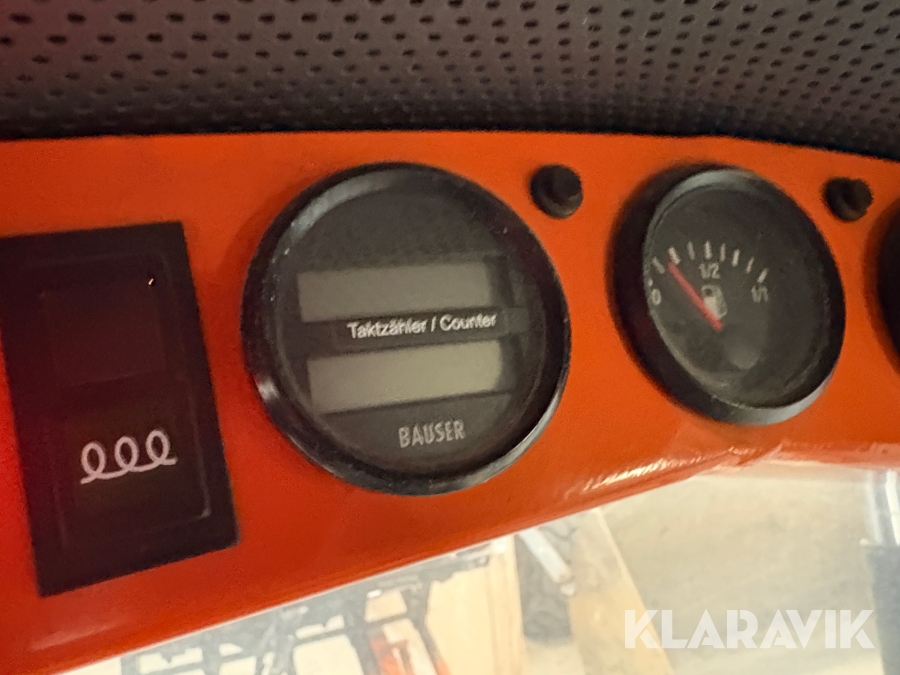 Taktzähler / Counter
BAUSER
0
1/2
1/1
KLARAVIK